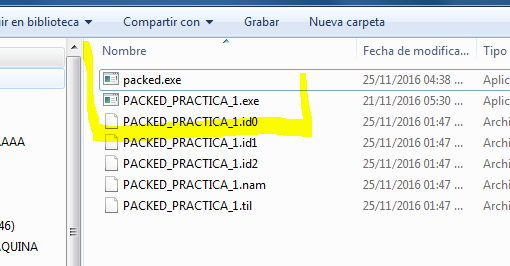 ir en biblioteca Compartir con Grabar Nueva carpeta
Nombre Fecha de modifica... Tipo
packed.exe 25/11/2016 04:38 ... Aplic
PACKED_PRACTICA_1.exe 21/11/2016 05:30 ... Aplic
PACKED_PRACTICA_1.id0 25/11/2016 01:47 ... Archi
AAA PACKED_PRACTICA_1.id1 25/11/2016 01:47 ... Archi
PACKED_PRACTICA_1.id2 25/11/2016 01:47 ... Archi
PACKED_PRACTICA_1.nam 25/11/2016 01:47 ... Archi
PACKED_PRACTICA_1.til 25/11/2016 01:47 ... Archi
46)
AQUINA